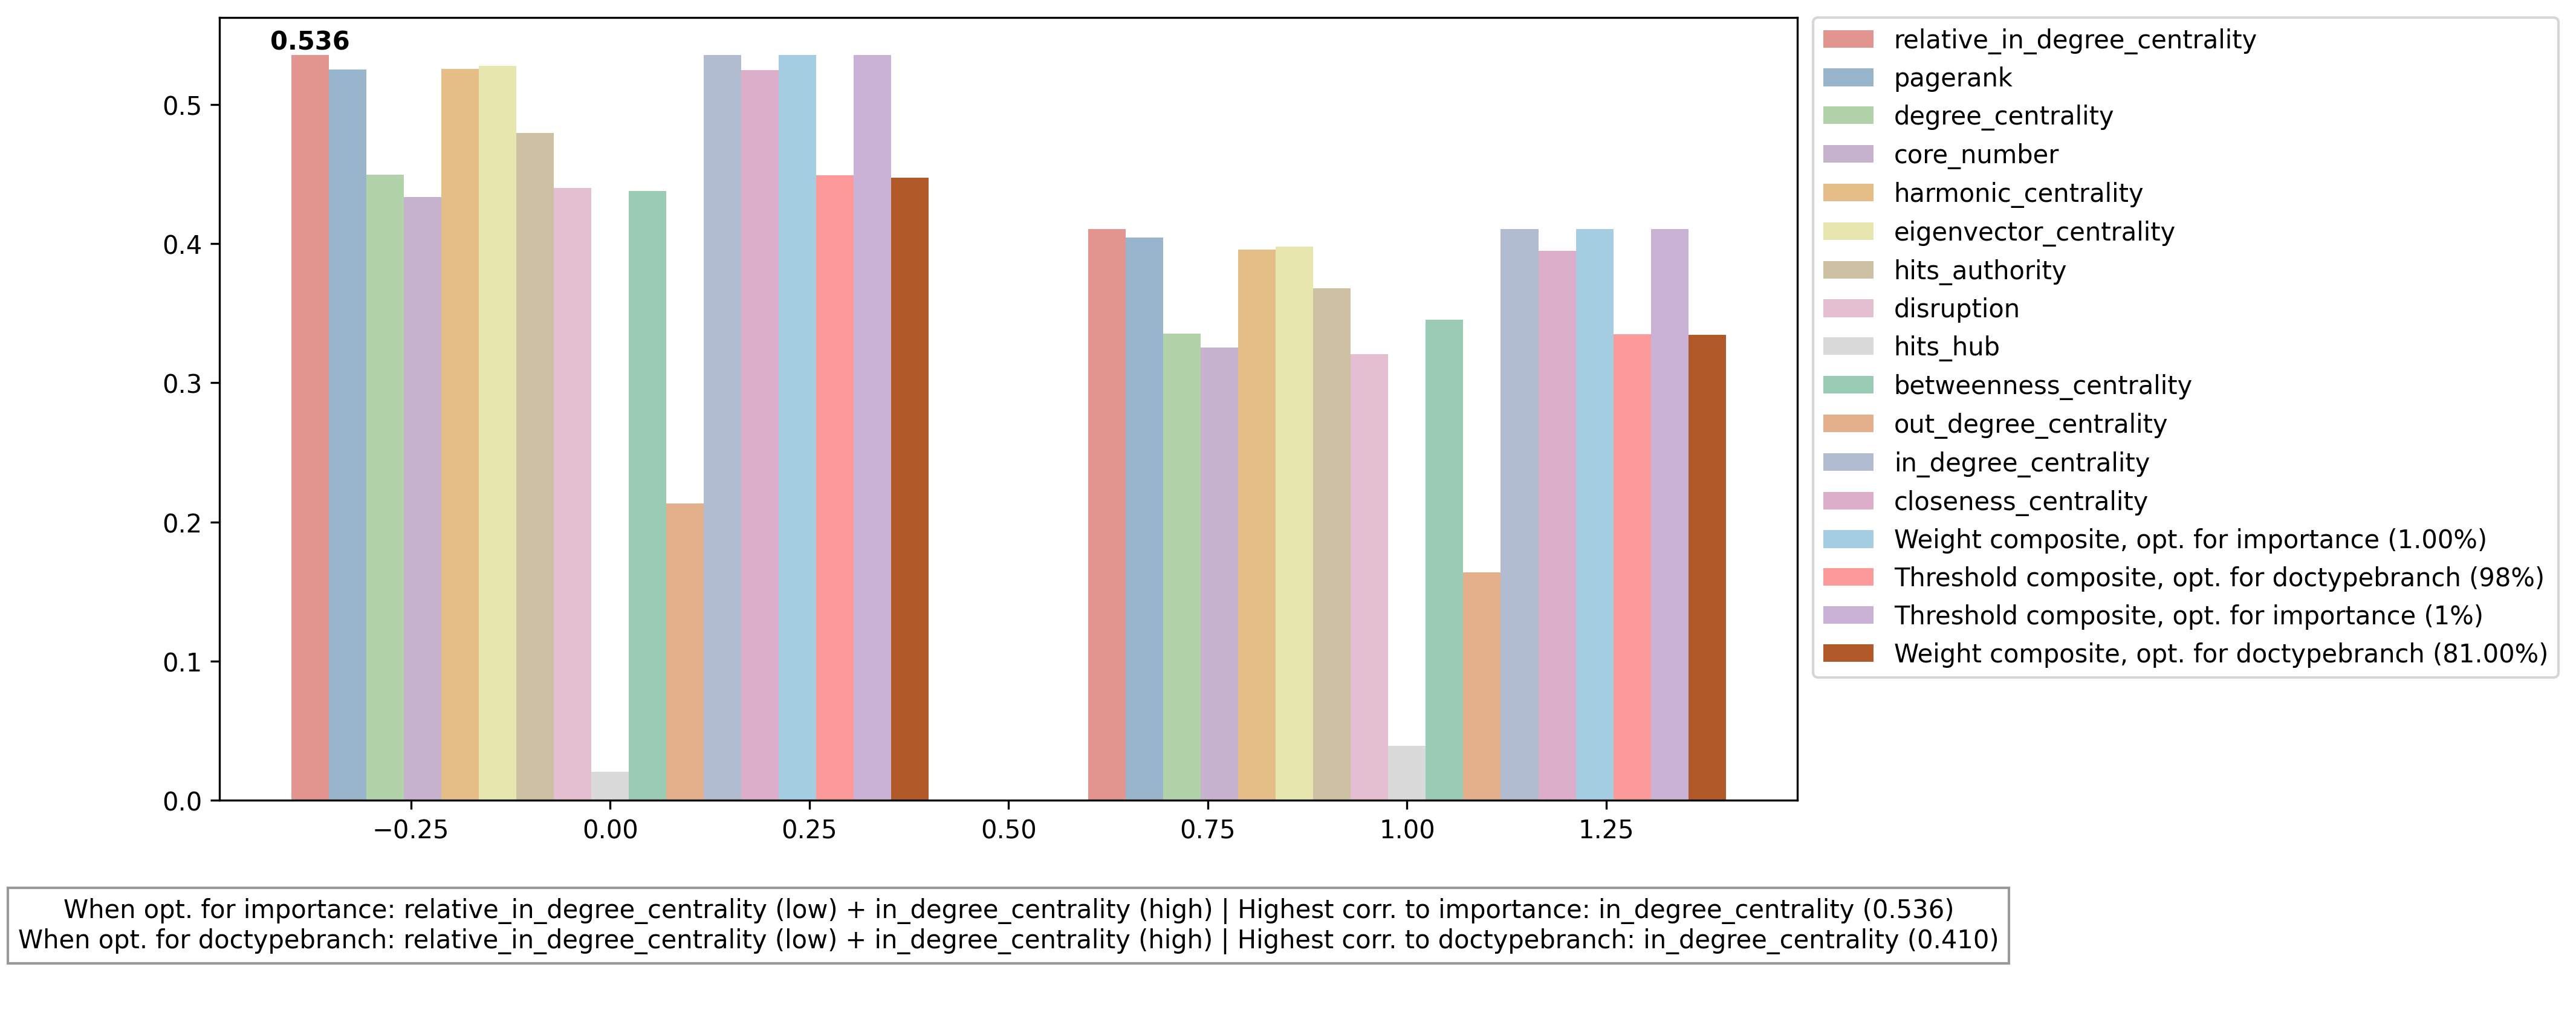 0.536
0.5
0.4
0.3
0.2
0.1
0.0
−0.25
0.00
0.25
0.50
0.75
1.00
1.25
relative_in_degree_centrality
pagerank
degree_centrality
core_number
harmonic_centrality
eigenvector_centrality
hits_authority
disruption
hits_hub
betweenness_centrality
out_degree_centrality
in_degree_centrality
closeness_centrality
Weight composite, opt. for importance (1.00%)
Threshold composite, opt. for doctypebranch (98%)
Threshold composite, opt. for importance (1%)
Weight composite, opt. for doctypebranch (81.00%)
When opt. for importance: relative_in_degree_centrality (low) + in_degree_centrality (high) | Highest corr. to importance: in_degree_centrality (0.536)
When opt. for doctypebranch: relative_in_degree_centrality (low) + in_degree_centrality (high) | Highest corr. to doctypebranch: in_degree_centrality (0.410)